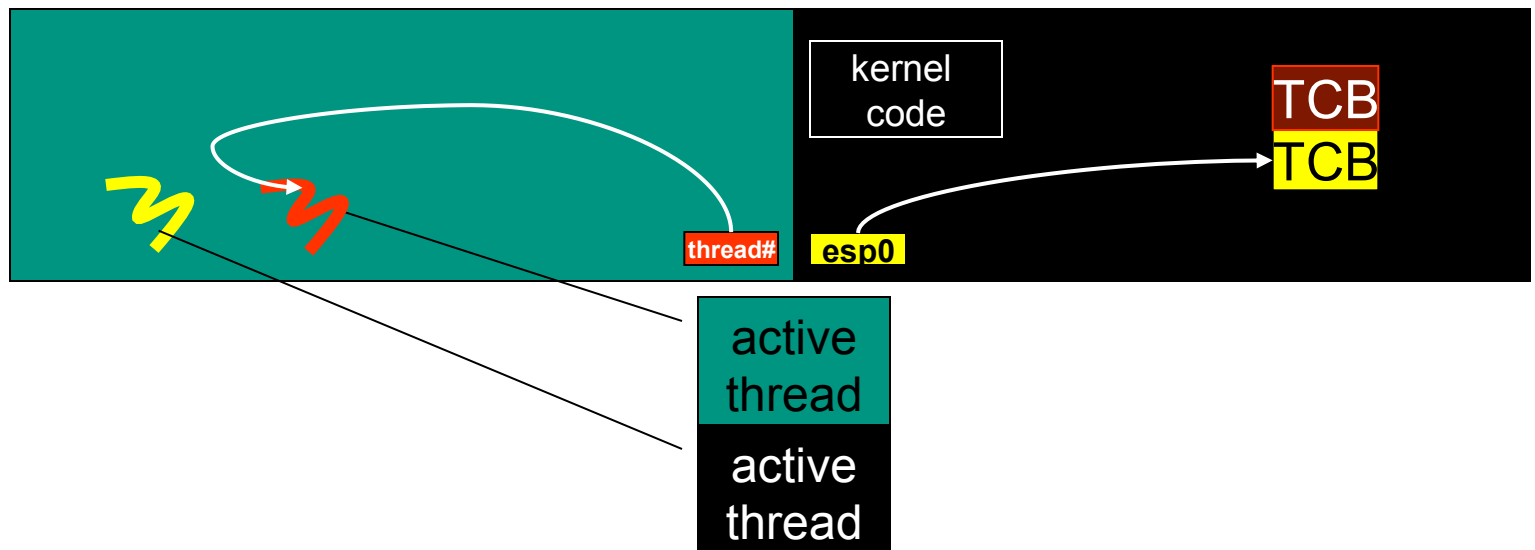 kernel
code
TCB
TCB
thread#
esp0
active
thread
active
thread